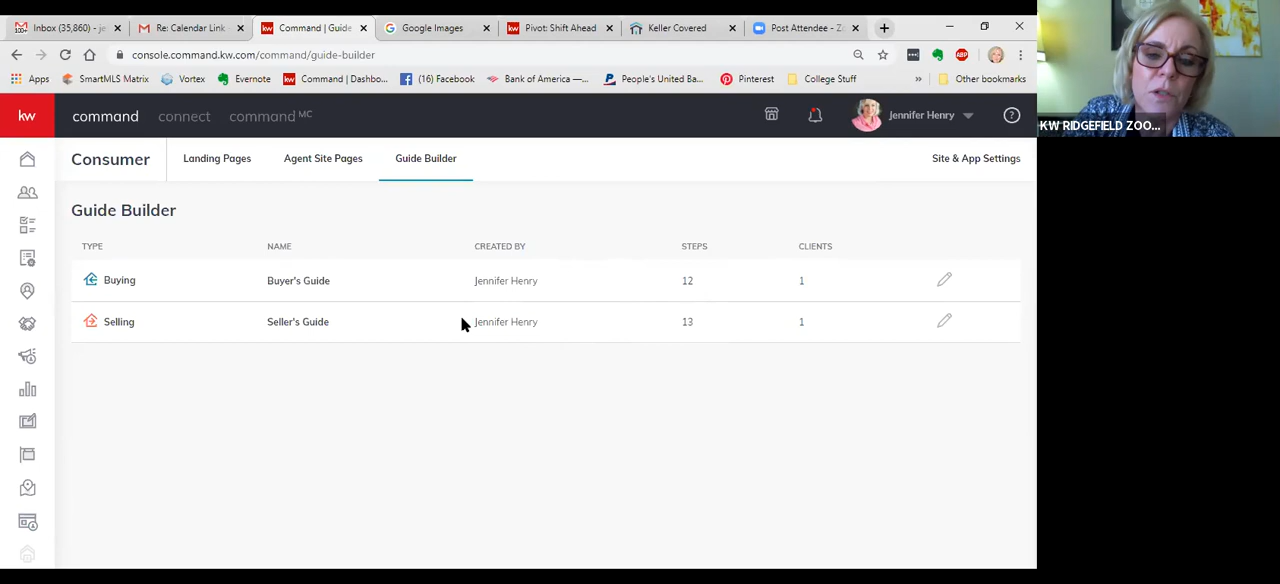 Inbox (35,860) - je
Re: Calendar Link
Command | Guide
Google Images
Pivot: Shift Ahead
Keller Covered
Post Attendee - Zo
console.command.kw.com/command/guide-builder
Apps
SmartMLS Matrix
Vortex
Evernote
Command | Dashbo...
(16) Facebook
Bank of America —...
People's United Ba...
Pinterest
College Stuff
»
Other bookmarks
kw
command
connect
command MC
Jennifer Henry
KW RIDGEFIELD ZOO...
Consumer
Landing Pages
Agent Site Pages
Guide Builder
Site & App Settings
Guide Builder
TYPE NAME CREATED BY STEPS CLIENTS
Buying Buyer's Guide Jennifer Henry 12 1
Selling Seller's Guide Jennifer Henry 13 1